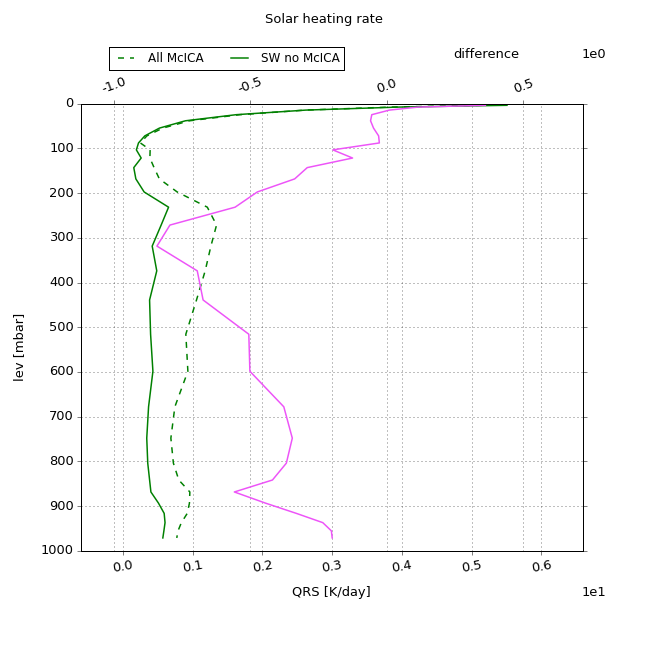 Solar heating rate
All McICA
SW no McICA
difference
1e0
-1.0 -0.5 0.0 0.5
0
100
200
300
400
500
600
700
800
900
1000
lev [mbar]
0.0 0.1 0.2 0.3 0.4 0.5 0.6
QRS [K/day]
1e1